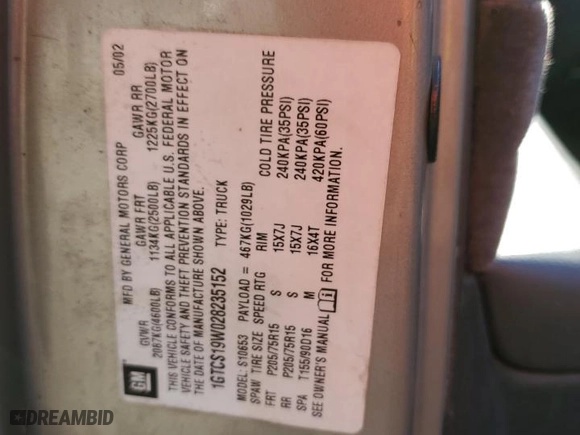 GM
MFD BY GENERAL MOTORS CORP 05/02
GVWR GAWR FRT GAWR RR
2087KG(4600LB) 1134KG(2500LB) 1225KG(2700LB)
THIS VEHICLE CONFORMS TO ALL APPLICABLE U.S. FEDERAL MOTOR
VEHICLE SAFETY AND THEFT PREVENTION STANDARDS IN EFFECT ON
THE DATE OF MANUFACTURE SHOWN ABOVE.
1GTCS19W028235152 TYPE: TRUCK
MODEL: S10653 PAYLOAD = 467KG(1029LB)
SPAW TIRE SIZE SPEED RTG RIM COLD TIRE PRESSURE
FRT P205/75R15 S 15X7J 240KPA(35PSI)
RR P205/75R15 S 15X7J 240KPA(35PSI)
SPA T155/90D16 M 16X4T 420KPA(60PSI)
SEE OWNER'S MANUAL FOR MORE INFORMATION.
DREAMBID